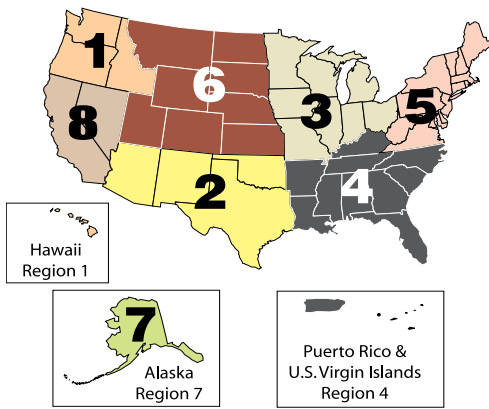 1
6
3
5
8
2
4
Hawaii
Region 1
7
Alaska
Region 7
Puerto Rico &
U.S. Virgin Islands
Region 4